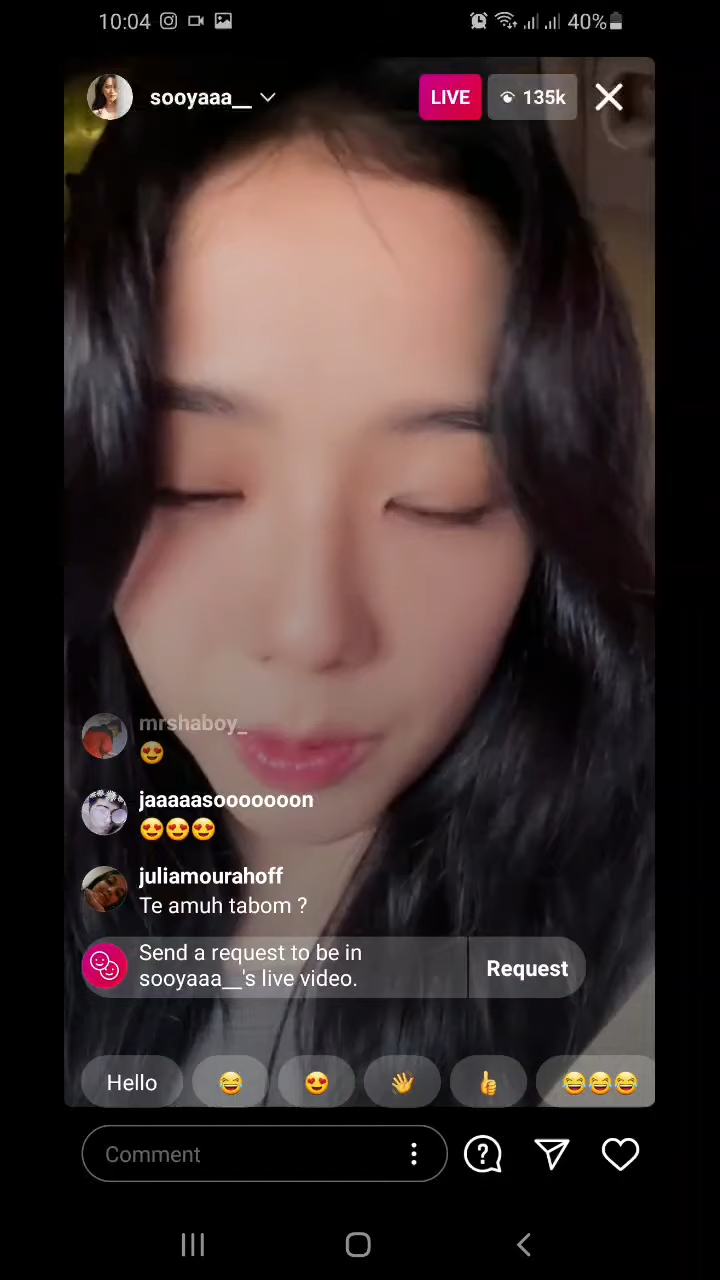 10:04
40%
sooyaaa__
LIVE
135k
mrshaboy_
😍
jaaaaasooooooon
😍😍😍
juliamourahoff
Te amuh tabom ?
Send a request to be in
sooyaaa__'s live video.
Request
Hello
😂
😍
👋
👍
😂😂😂
Comment